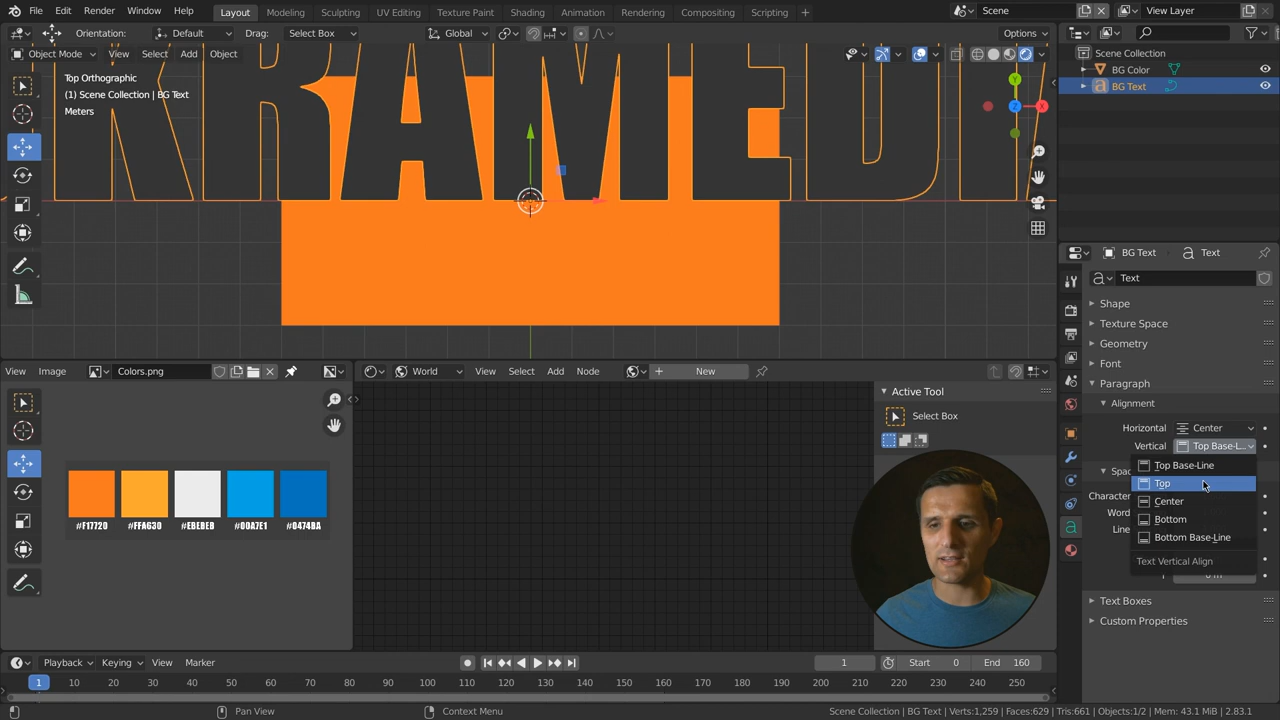 File Edit Render Window Help Layout Modeling Sculpting UV Editing Texture Paint Shading Animation Rendering Compositing Scripting + Scene View Layer
Orientation: Default Drag: Select Box Global Options
Object Mode View Select Add Object
Scene Collection
BG Color
BG Text
Top Orthographic
(1) Scene Collection | BG Text
Meters
RAMED
X
Y
Z
BG Text Text
Text
Shape
Texture Space
Geometry
Font
Paragraph
Alignment
Horizontal Center
Vertical Top Base-L...
Top Base-Line
Top
Center
Bottom
Bottom Base-Line
Text Vertical Align
Spac
Character
Word
Line
Text Boxes
Custom Properties
View Image Colors.png World View Select Add Node + New
Active Tool
Select Box
#F17720 #FFA630 #EBEBEB #00A7E1 #0474BA
Playback Keying View Marker 1 Start 0 End 160
1 10 20 30 40 50 60 70 80 90 100 110 120 130 140 150 160 170 180 190 200 210 220 230 240 250
Pan View Context Menu Scene Collection | BG Text | Verts:1,259 | Faces:629 | Tris:661 | Objects:1/2 | Mem: 43.1 MiB | 2.83.1